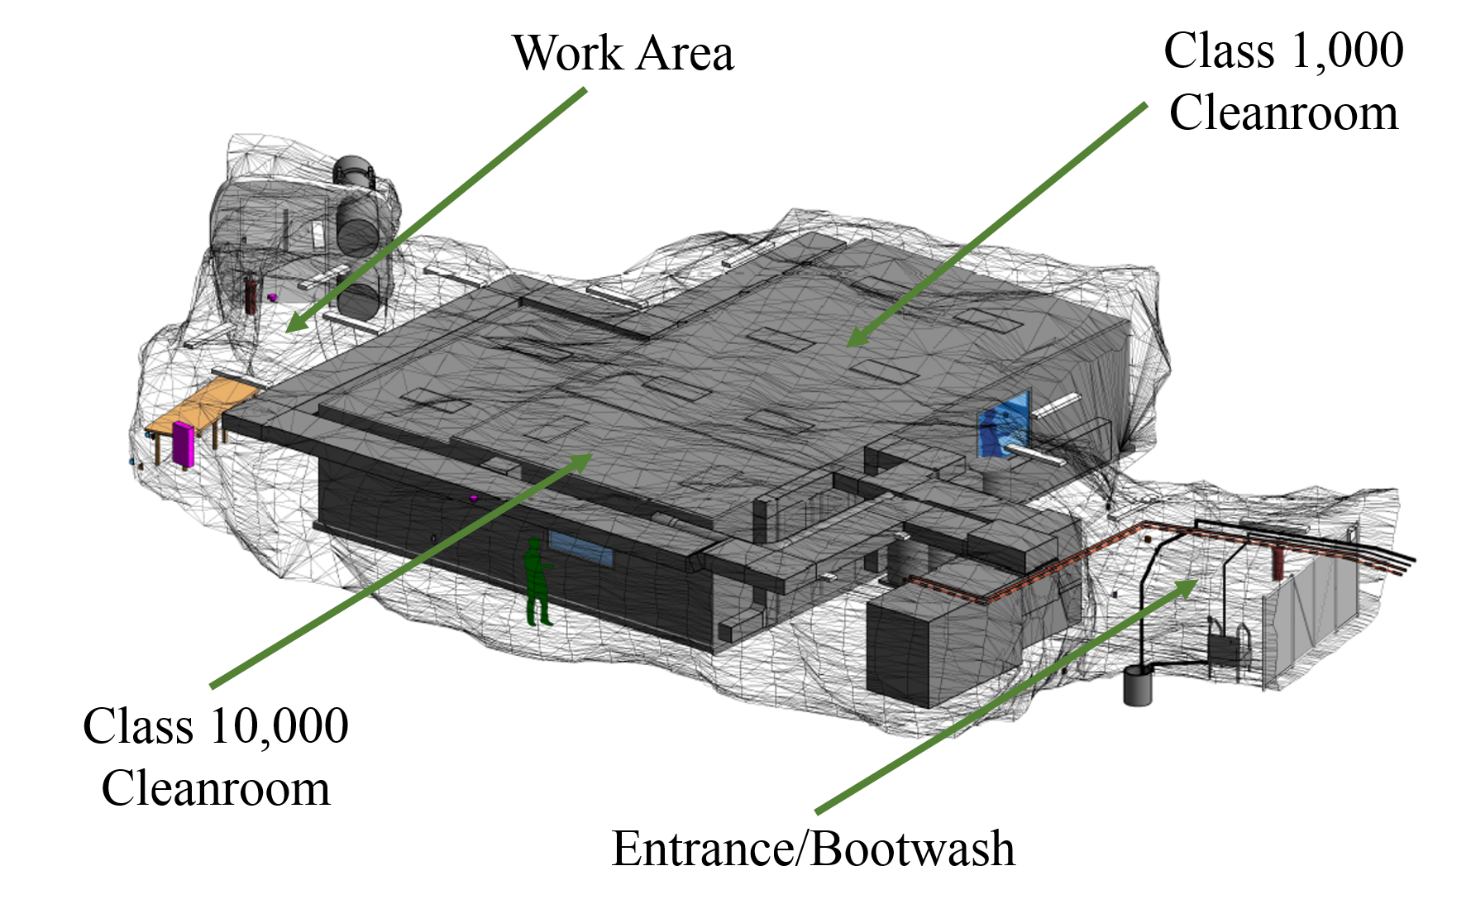 Work Area
Class 1,000
Cleanroom
Class 10,000
Cleanroom
Entrance/Bootwash